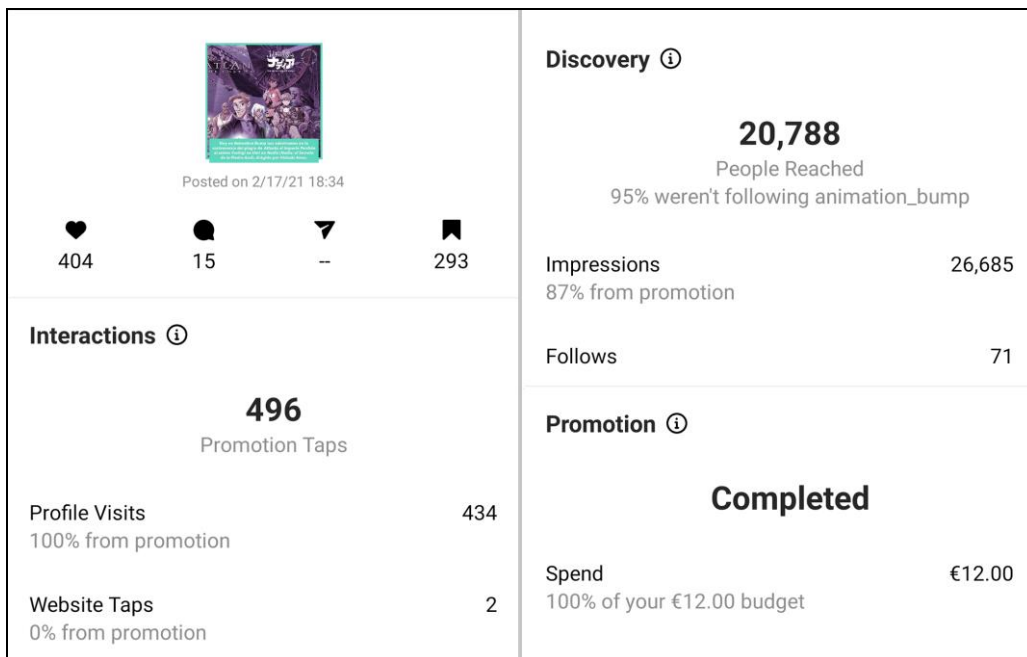 Posted on 2/17/21 18:34
404
15
--
293
Interactions
496
Promotion Taps
Profile Visits
434
100% from promotion
Website Taps
2
0% from promotion
Discovery
20,788
People Reached
95% weren't following animation_bump
Impressions
26,685
87% from promotion
Follows
71
Promotion
Completed
Spend
€12.00
100% of your €12.00 budget